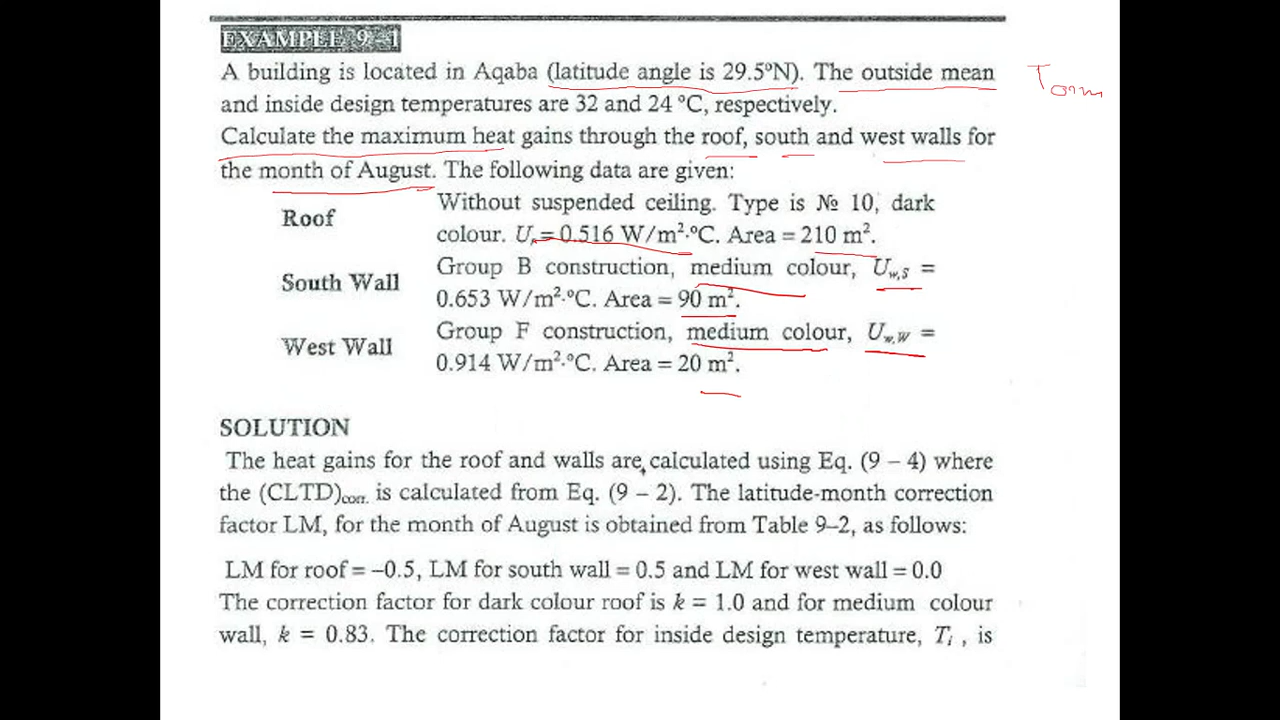 EXAMPLE 9–1
A building is located in Aqaba (latitude angle is 29.5ºN). The outside mean
and inside design temperatures are 32 and 24 ºC, respectively.
Calculate the maximum heat gains through the roof, south and west walls for
the month of August. The following data are given:
Roof
Without suspended ceiling. Type is № 10, dark
colour. Uᵣ = 0.516 W/m²·ºC. Area = 210 m².
South Wall
Group B construction, medium colour, U_w,S =
0.653 W/m²·ºC. Area = 90 m².
West Wall
Group F construction, medium colour, U_w,W =
0.914 W/m²·ºC. Area = 20 m².
SOLUTION
The heat gains for the roof and walls are calculated using Eq. (9 – 4) where
the (CLTD)corr. is calculated from Eq. (9 – 2). The latitude-month correction
factor LM, for the month of August is obtained from Table 9–2, as follows:
LM for roof = –0.5, LM for south wall = 0.5 and LM for west wall = 0.0
The correction factor for dark colour roof is k = 1.0 and for medium colour
wall, k = 0.83. The correction factor for inside design temperature, Tᵢ , is